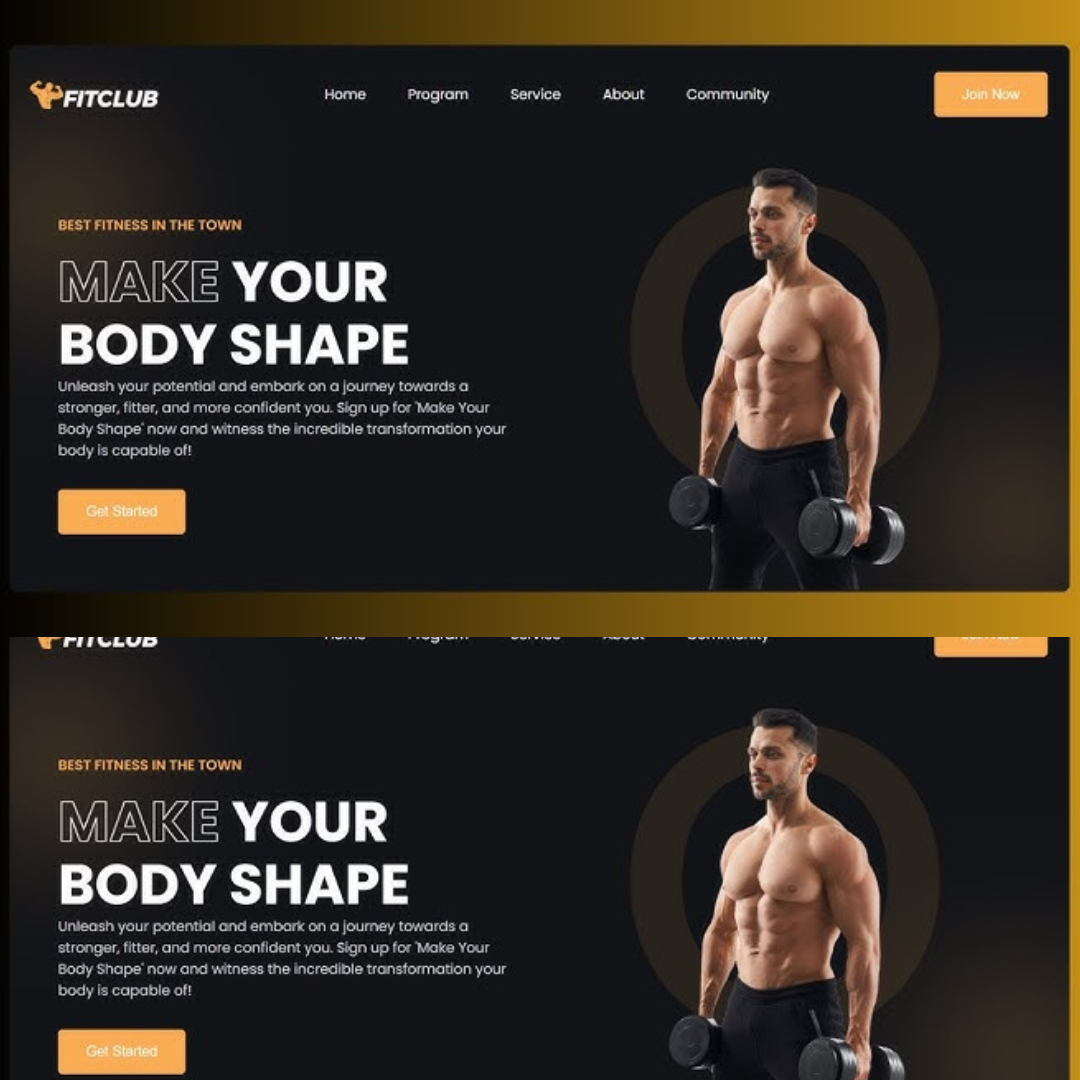 FITCLUB
Home Program Service About Community
Join Now
BEST FITNESS IN THE TOWN
MAKE YOUR
BODY SHAPE
Unleash your potential and embark on a journey towards a
stronger, fitter, and more confident you. Sign up for 'Make Your
Body Shape' now and witness the incredible transformation your
body is capable of!
Get Started
FITCLUB
Home Program Service About Community
BEST FITNESS IN THE TOWN
MAKE YOUR
BODY SHAPE
Unleash your potential and embark on a journey towards a
stronger, fitter, and more confident you. Sign up for 'Make Your
Body Shape' now and witness the incredible transformation your
body is capable of!
Get Started